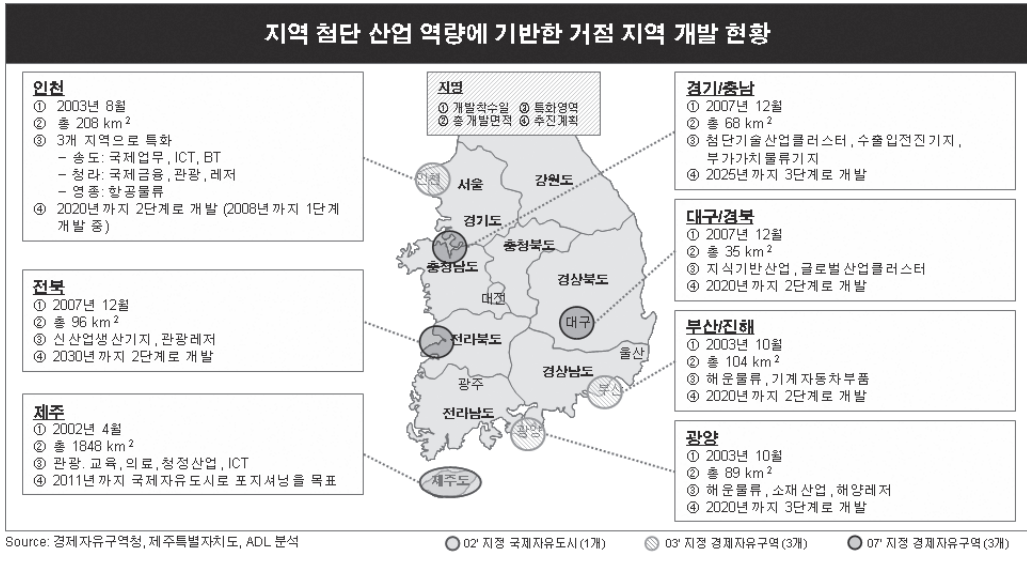 지역 첨단 산업 역량에 기반한 거점 지역 개발 현황
인천
① 2003년 8월
② 총 208 km²
③ 3개 지역으로 특화
– 송도: 국제업무, ICT, BT
– 청라: 국제금융, 관광, 레저
– 영종: 항공물류
④ 2020년까지 2단계로 개발 (2008년까지 1단계
개발 중)
전북
① 2007년 12월
② 총 96 km²
③ 신산업생산기지, 관광레저
④ 2030년까지 2단계로 개발
제주
① 2002년 4월
② 총 1848 km²
③ 관광. 교육, 의료, 청정산업, ICT
④ 2011년까지 국제자유도시로 포지셔닝을 목표
지명
① 개발착수일 ③ 특화영역
② 총개발면적 ④ 추진계획
인천
서울
강원도
경기도
충청북도
충청남도
경상북도
대전
대구
전라북도
울산
경상남도
광주
부산
전라남도
광양
제주도
경기/충남
① 2007년 12월
② 총 68 km²
③ 첨단기술산업클러스터, 수출입전진기지,
부가가치물류기지
④ 2025년까지 3단계로 개발
대구/경북
① 2007년 12월
② 총 35 km²
③ 지식기반산업, 글로벌산업클러스터
④ 2020년까지 2단계로 개발
부산/진해
① 2003년 10월
② 총 104 km²
③ 해운물류, 기계자동차부품
④ 2020년까지 2단계로 개발
광양
① 2003년 10월
② 총 89 km²
③ 해운물류, 소재산업, 해양레저
④ 2020년까지 3단계로 개발
Source: 경제자유구역청, 제주특별자치도, ADL 분석
02' 지정 국제자유도시(1개)
03' 지정 경제자유구역(3개)
07' 지정 경제자유구역(3개)